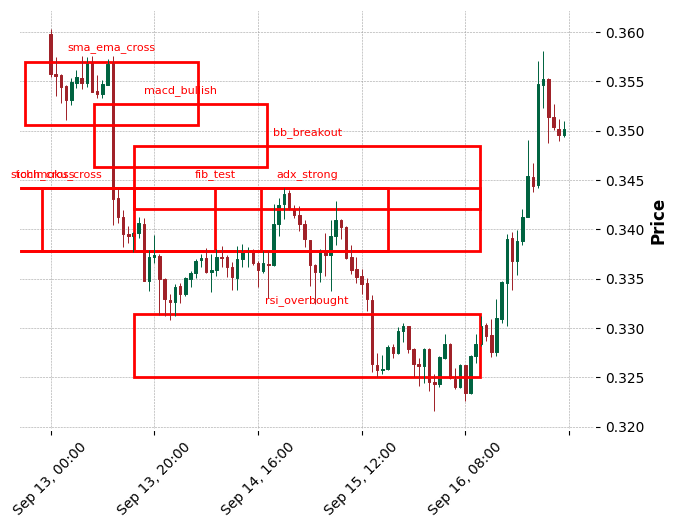 sma_ema_cross
macd_bullish
bb_breakout
fib_test
adx_strong
rsi_overbought
0.360
0.355
0.350
0.345
0.340
0.335
0.330
0.325
0.320
Price
Sep 13, 00:00
Sep 13, 20:00
Sep 14, 16:00
Sep 15, 12:00
Sep 16, 08:00